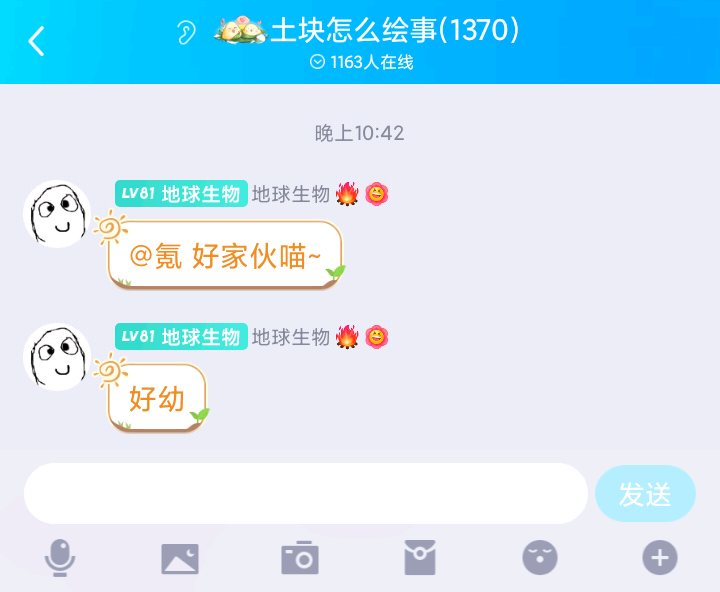 土块怎么绘事(1370)
1163人在线
晚上10:42
LV81 地球生物 地球生物
@氪 好家伙喵~
LV81 地球生物 地球生物
好幼
发送